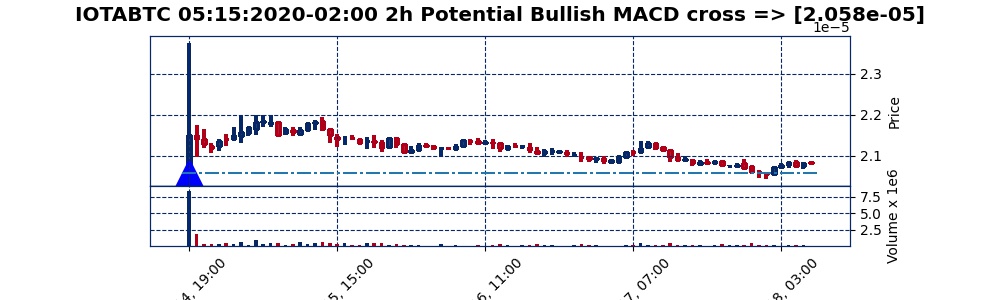 IOTABTC 05:15:2020-02:00 2h Potential Bullish MACD cross => [2.058e-05]
1e−5
2.3
2.2
2.1
Price
7.5
5.0
2.5
Volume x 1e6
4, 19:00
5, 15:00
6, 11:00
7, 07:00
8, 03:00